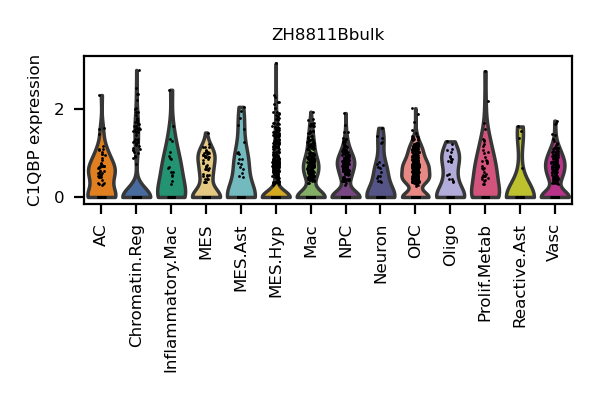 ZH8811Bbulk
C1QBP expression
2
0
AC
Chromatin.Reg
Inflammatory.Mac
MES
MES.Ast
MES.Hyp
Mac
NPC
Neuron
OPC
Oligo
Prolif.Metab
Reactive.Ast
Vasc